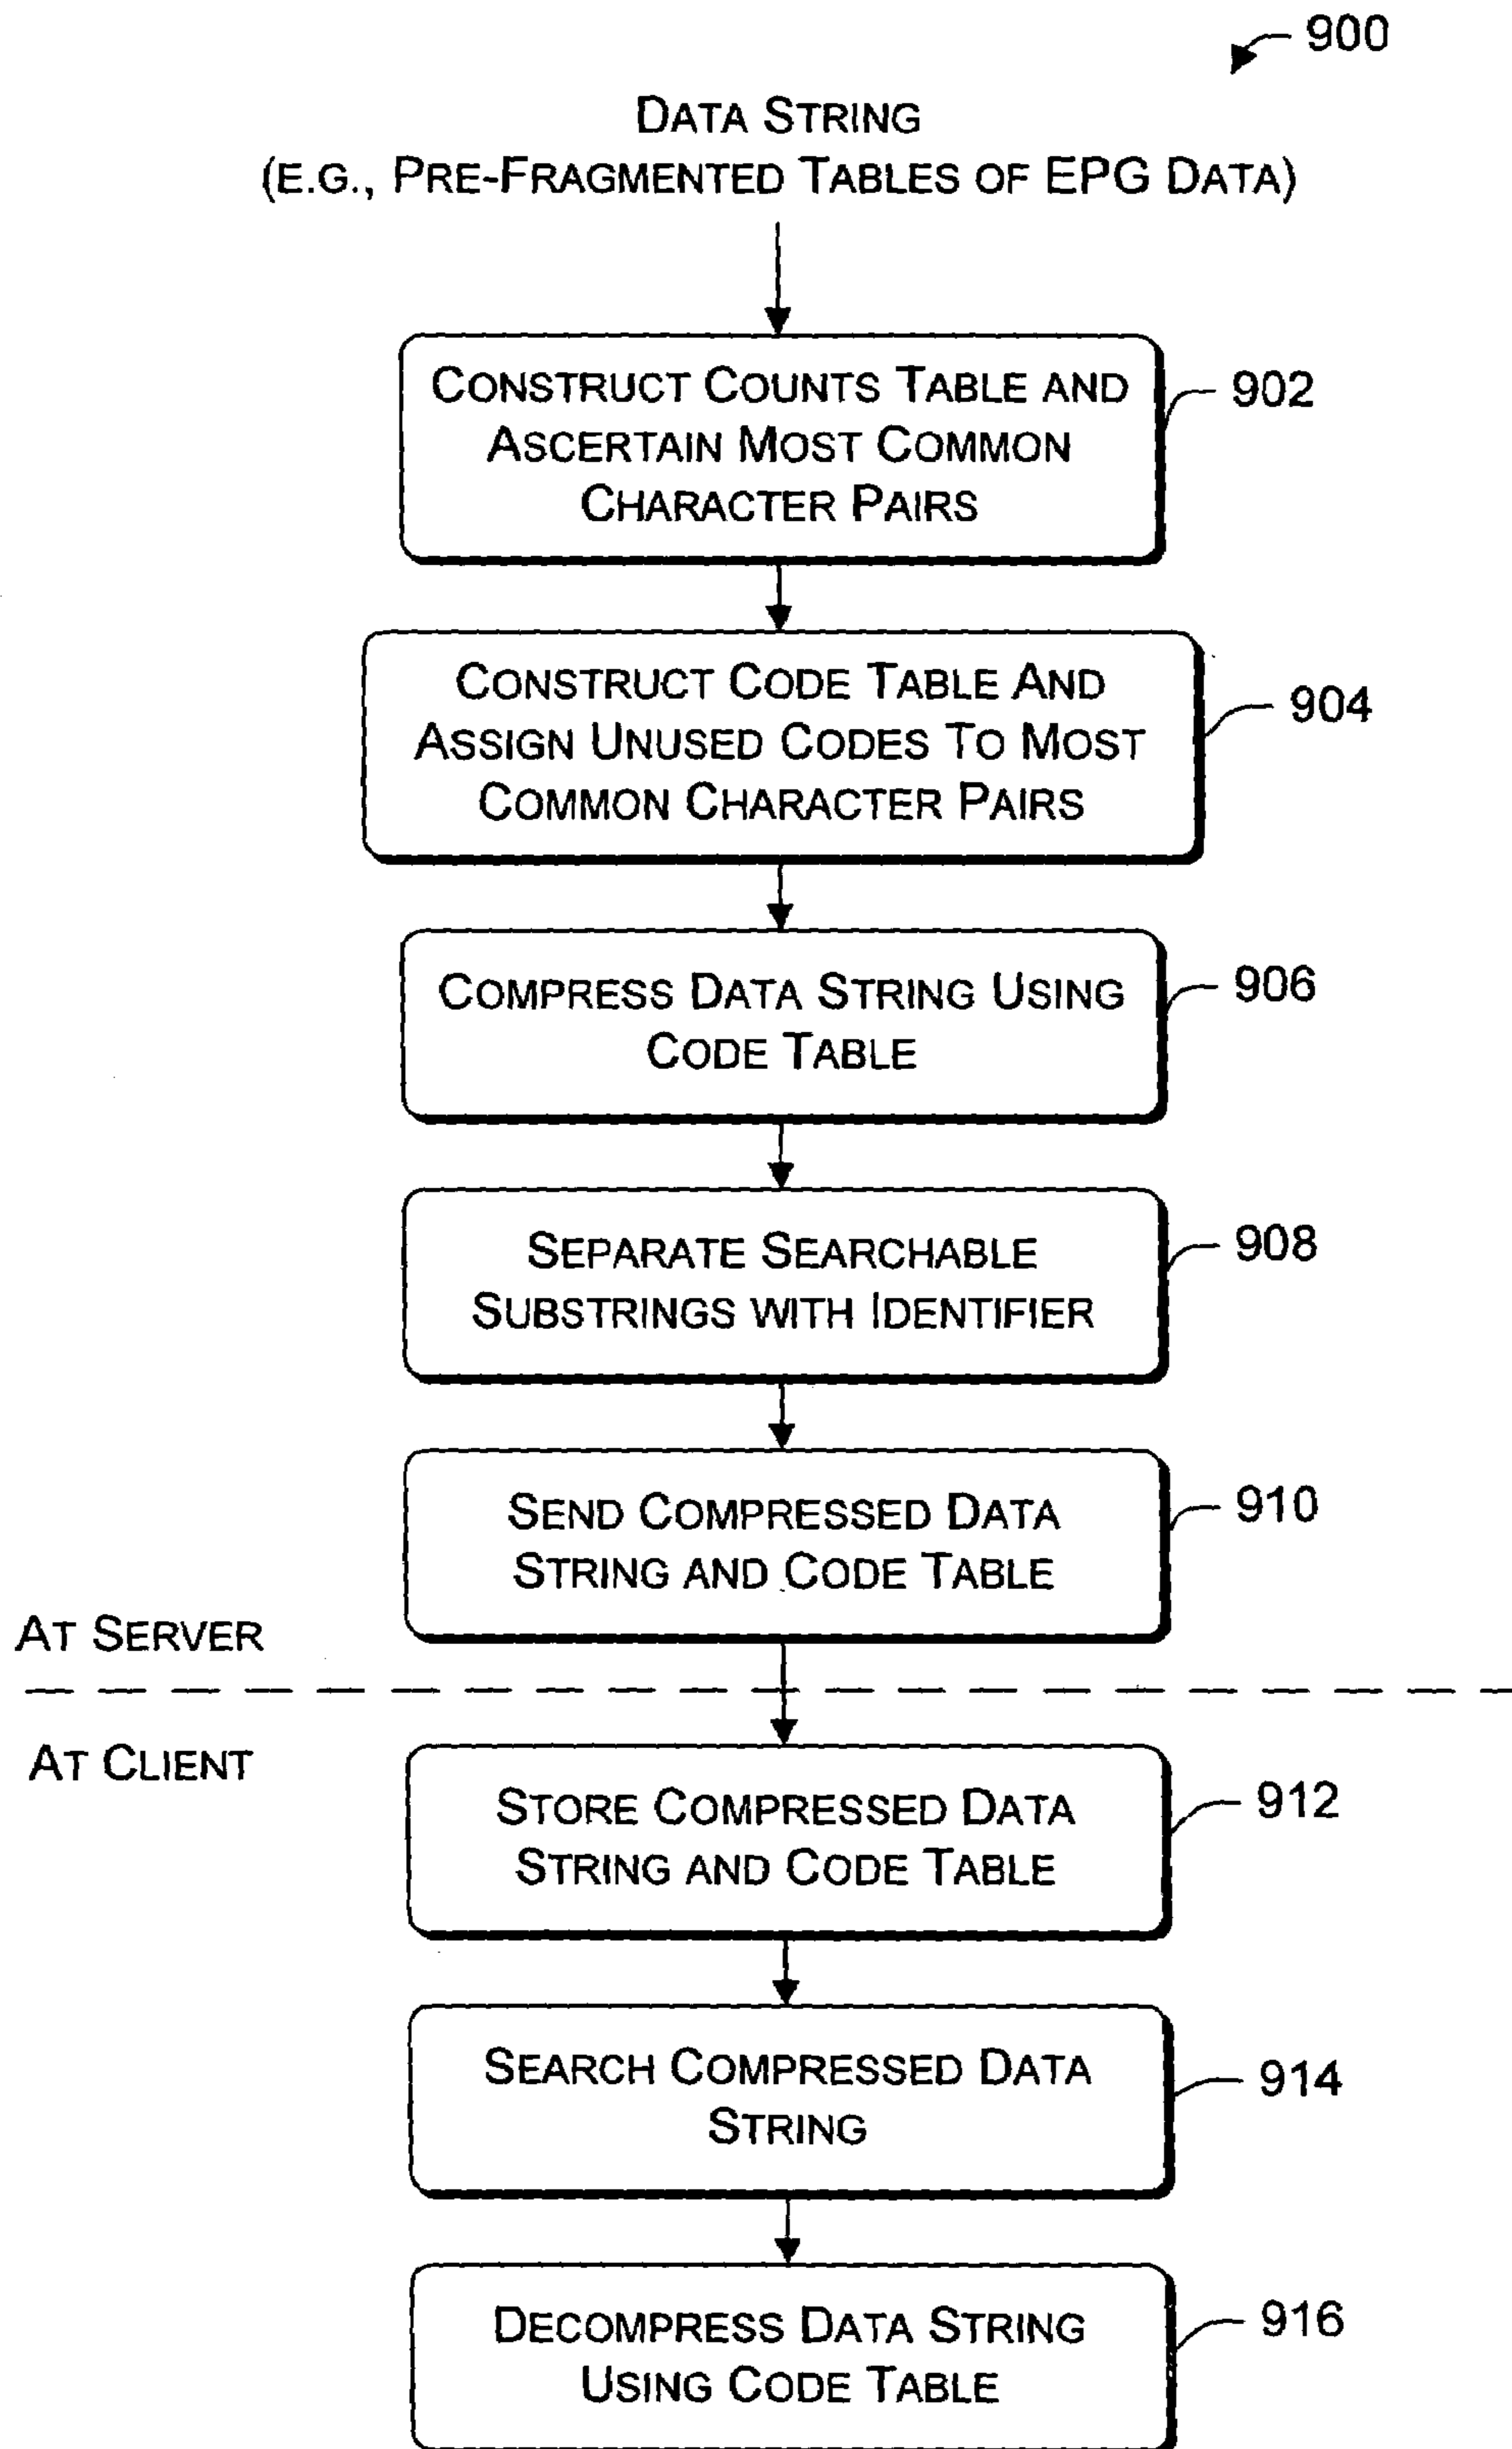 900
DATA STRING
(E.G., PRE-FRAGMENTED TABLES OF EPG DATA)
CONSTRUCT COUNTS TABLE AND
ASCERTAIN MOST COMMON
CHARACTER PAIRS
902
CONSTRUCT CODE TABLE AND
ASSIGN UNUSED CODES TO MOST
COMMON CHARACTER PAIRS
904
COMPRESS DATA STRING USING
CODE TABLE
906
SEPARATE SEARCHABLE
SUBSTRINGS WITH IDENTIFIER
908
SEND COMPRESSED DATA
STRING AND CODE TABLE
910
AT SERVER
AT CLIENT
STORE COMPRESSED DATA
STRING AND CODE TABLE
912
SEARCH COMPRESSED DATA
STRING
914
DECOMPRESS DATA STRING
USING CODE TABLE
916